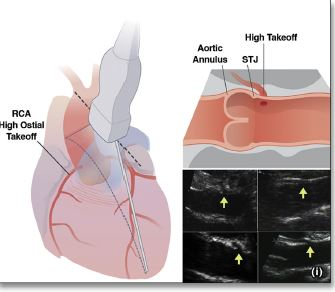 High Takeoff
Aortic
Annulus
STJ
RCA
High Ostial
Takeoff
(i)